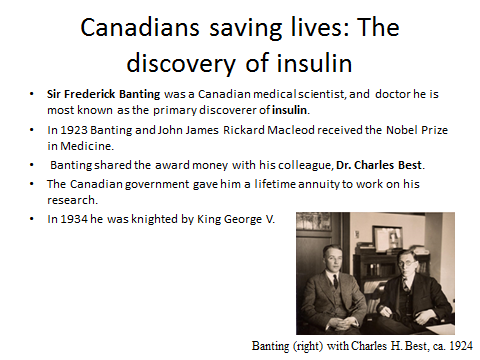 Canadians saving lives: The
discovery of insulin
• Sir Frederick Banting was a Canadian medical scientist, and doctor he is
most known as the primary discoverer of insulin.
• In 1923 Banting and John James Rickard Macleod received the Nobel Prize
in Medicine.
• Banting shared the award money with his colleague, Dr. Charles Best.
• The Canadian government gave him a lifetime annuity to work on his
research.
• In 1934 he was knighted by King George V.
Banting (right) with Charles H. Best, ca. 1924